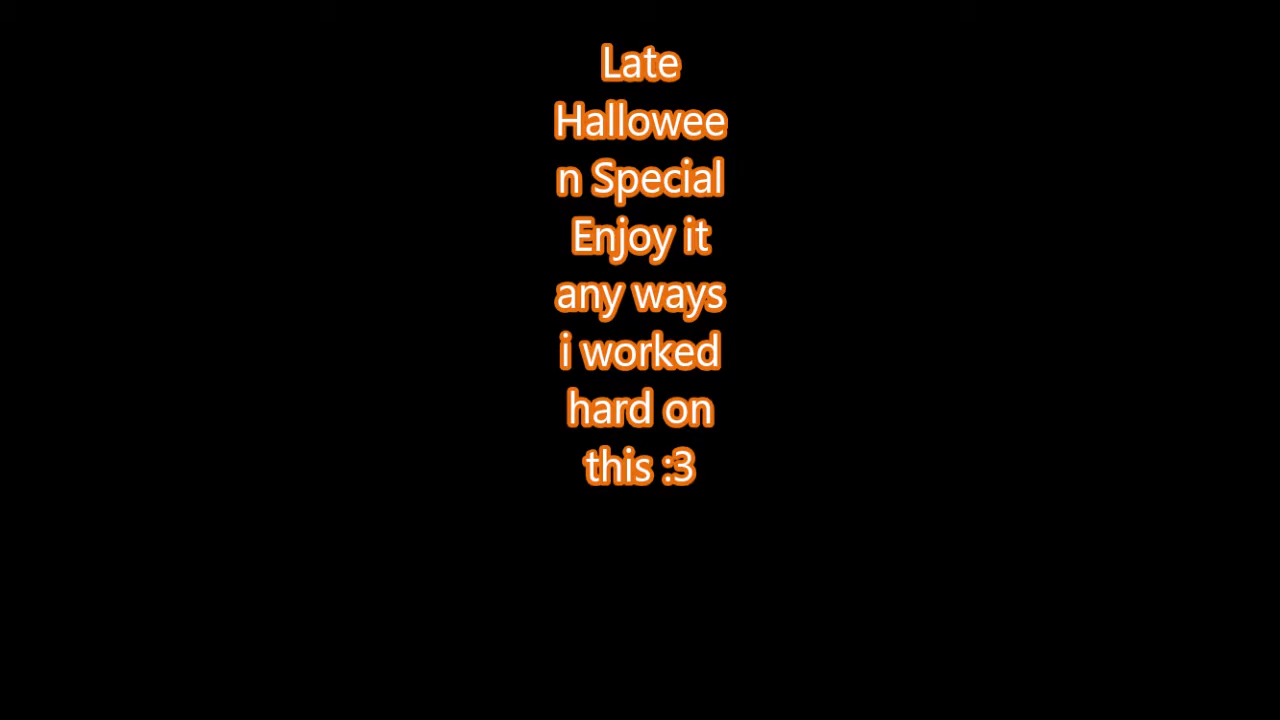 Late
Hallowee
n Special
Enjoy it
any ways
i worked
hard on
this :3